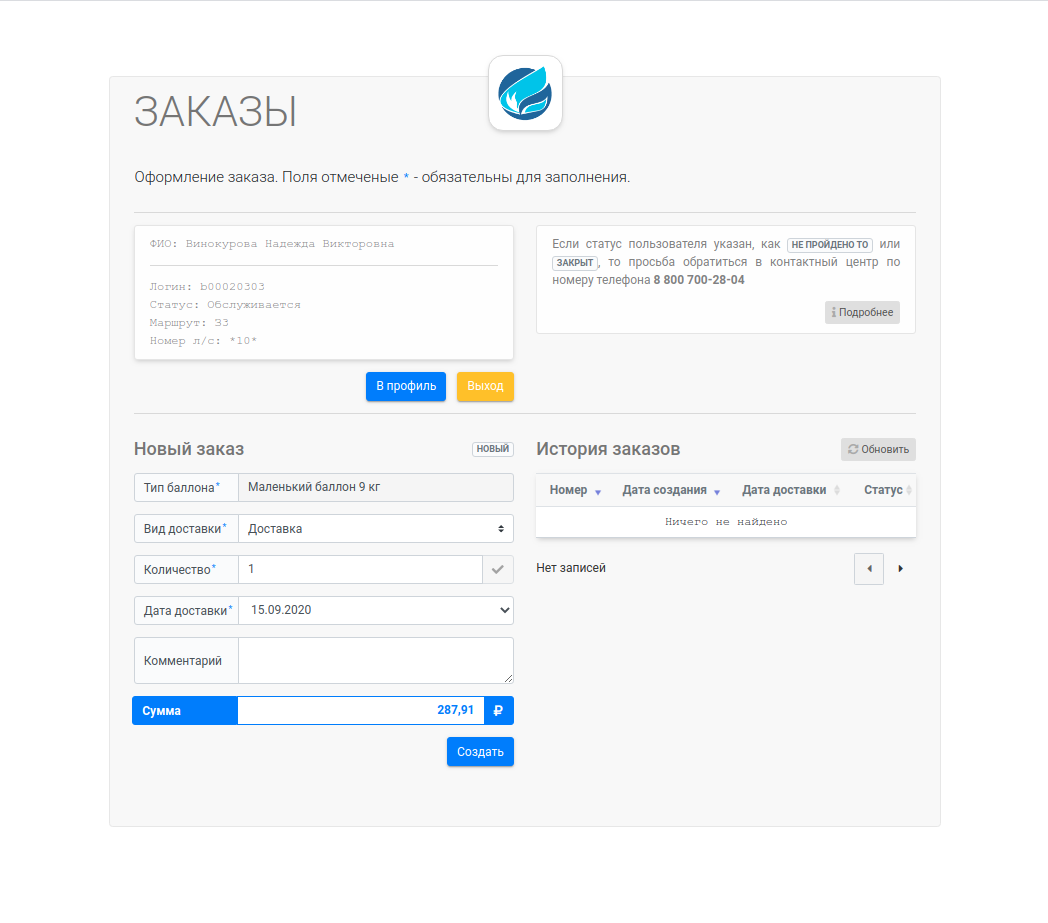 ЗАКАЗЫ
Оформление заказа. Поля отмеченые * - обязательны для заполнения.
ФИО: Винокурова Надежда Викторовна
Логин: b00020303
Статус: Обслуживается
Маршрут: 33
Номер л/с: *10*
Если статус пользователя указан, как НЕ ПРОЙДЕНО ТО или
ЗАКРЫТ, то просьба обратиться в контактный центр по
номеру телефона 8 800 700-28-04
Подробнее
В профиль
Выход
Новый заказ
НОВЫЙ
Тип баллона* Маленький баллон 9 кг
Вид доставки* Доставка
Количество* 1
Дата доставки* 15.09.2020
Комментарий
Сумма 287,91 ₽
Создать
История заказов
Обновить
Номер Дата создания Дата доставки Статус
Ничего не найдено
Нет записей